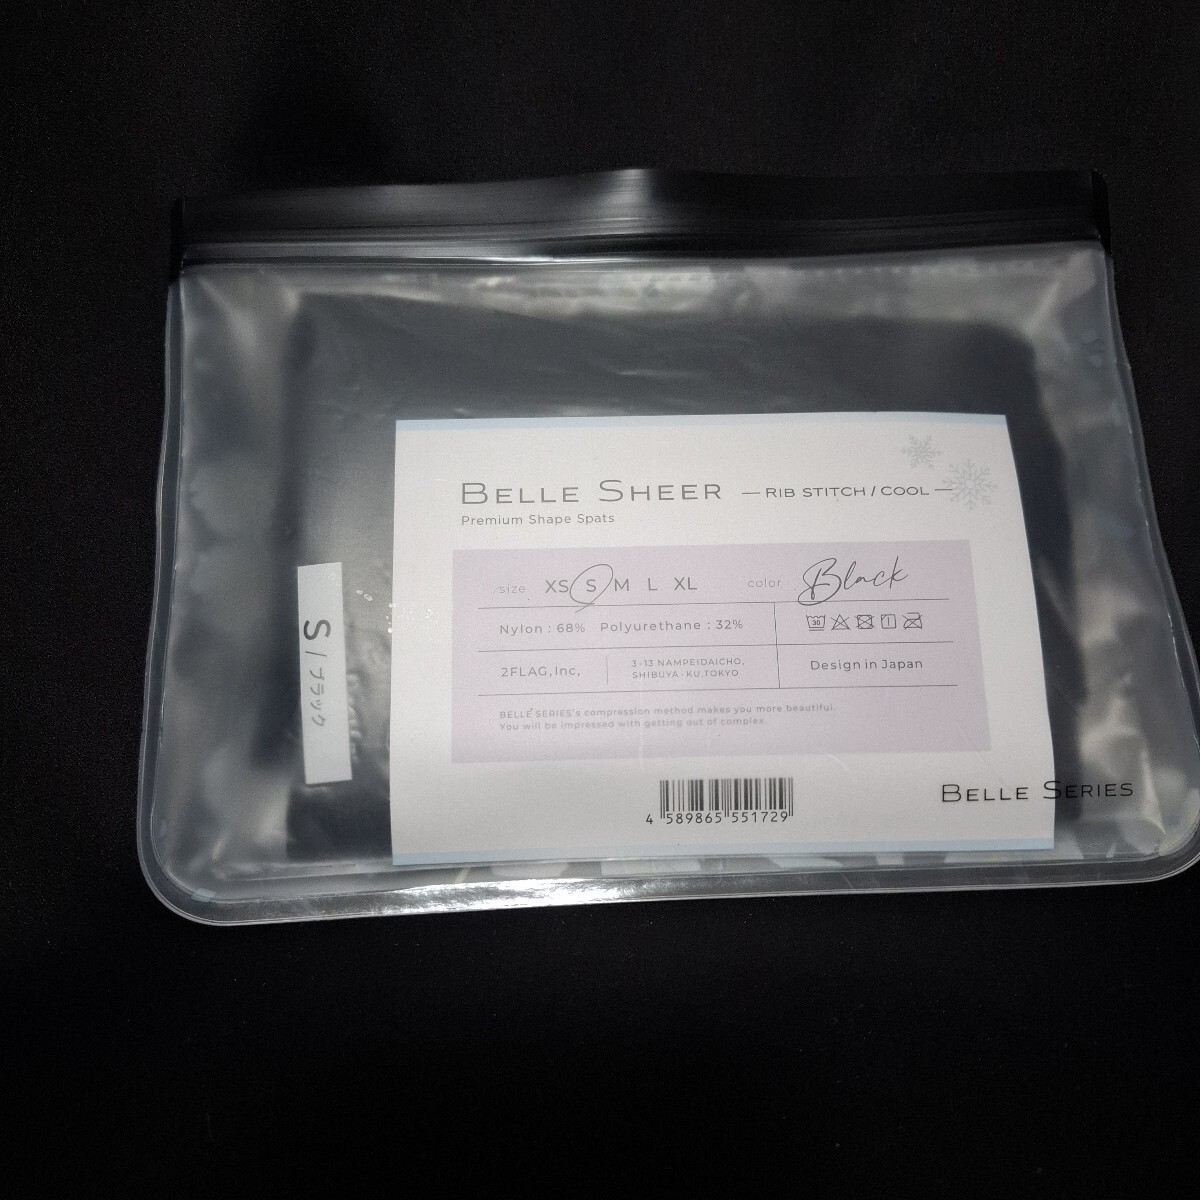 BELLE SHEER — RIB STITCH / COOL —
Premium Shape Spats
size XS S M L XL color Black
Nylon : 68% Polyurethane : 32%
30
2FLAG,Inc,
3-13 NAMPEIDAICHO,
SHIBUYA-KU,TOKYO
Design in Japan
BELLE SERIES's compression method makes you more beautiful.
You will be impressed with getting out of complex.
4 589865 551729
BELLE SERIES
S/ブラック